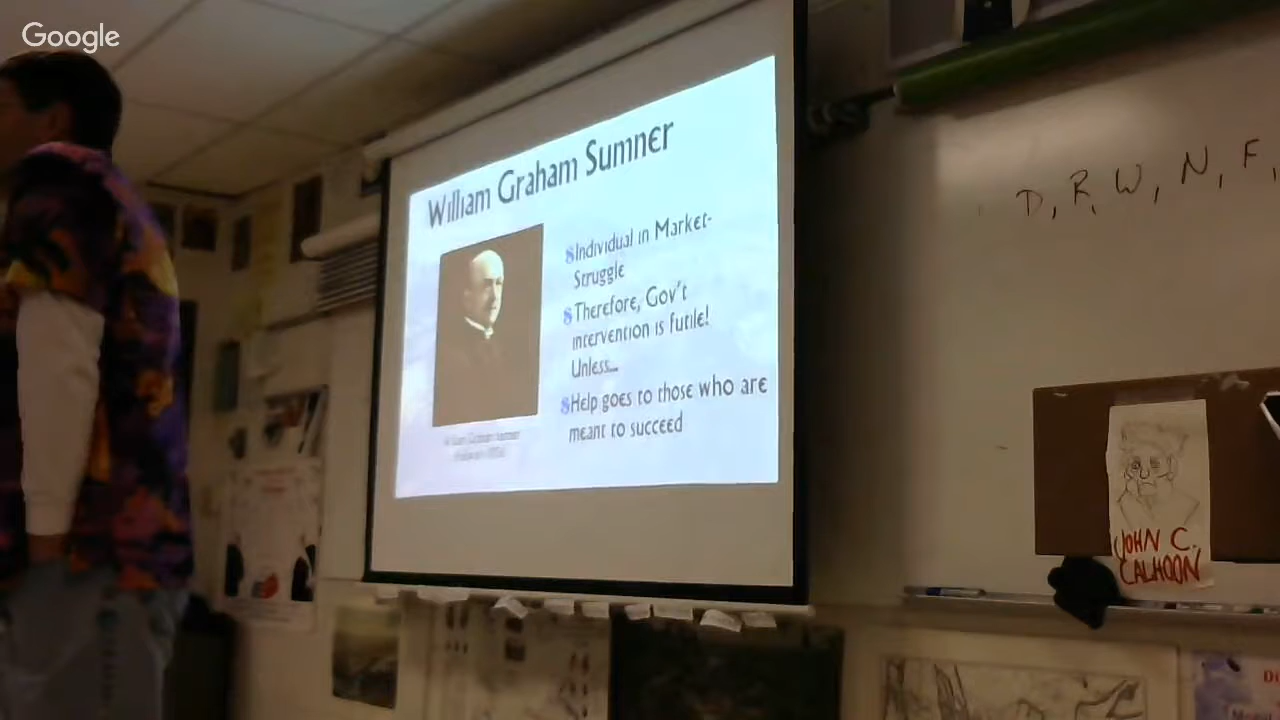 Google
William Graham Sumner
Individual in Market-
Struggle
Therefore, Gov't
intervention is futile!
Unless...
Help goes to those who are
meant to succeed
D, R, W, N, F,
JOHN C.
CALHOON